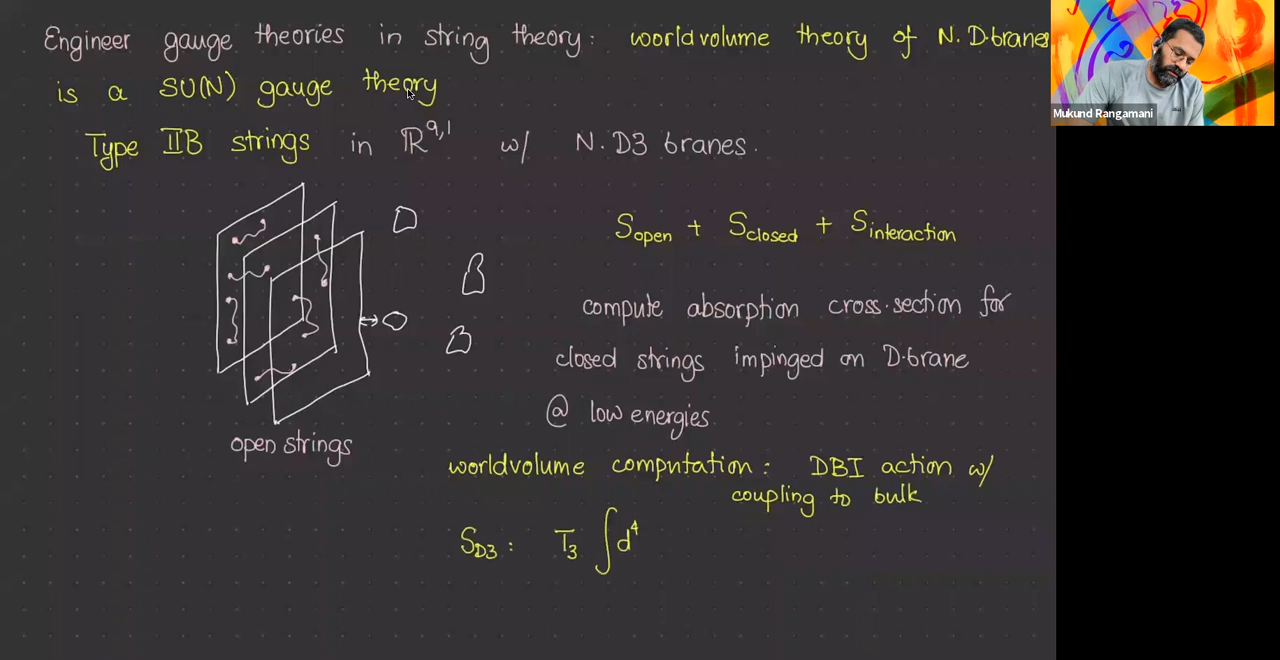 Engineer gauge theories in string theory: worldvolume theory of N. D-branes
is a SU(N) gauge theory
Type IIB strings in ℝ^{9,1} w/ N. D3 branes.
S_open + S_closed + S_interaction
compute absorption cross-section for
closed strings impinged on D-brane
@ low energies
open strings
worldvolume computation: DBI action w/
coupling to bulk
S_D3 : T_3 ∫d^4
Mukund Rangamani